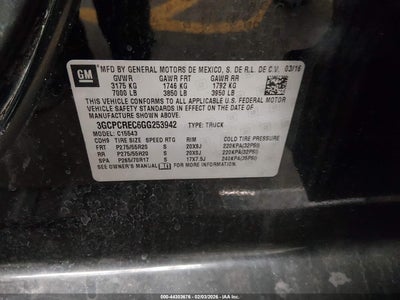 GM
MFD BY GENERAL MOTORS DE MEXICO, S. DE R.L. DE C.V. 03/16
GVWR GAWR FRT GAWR RR
3175 KG 1746 KG 1792 KG
7000 LB 3850 LB 3950 LB
THIS VEHICLE CONFORMS TO ALL APPLICABLE U.S. FEDERAL MOTOR
VEHICLE SAFETY STANDARDS IN EFFECT ON THE DATE OF
MANUFACTURE SHOWN ABOVE.
3GCPCREC6GG253942 TYPE: TRUCK
MODEL: C15543
CDH9 TIRE SIZE SPEED RTG RIM COLD TIRE PRESSURE
FRT P275/55R20 S 20X9J 220KPA(32PSI)
RR P275/55R20 S 20X9J 220KPA(32PSI)
SPA P265/70R17 S 17X7.5J 240KPA(35PSI)
SEE OWNER'S MANUAL
000-44303676 - 02/03/2026 - IAA Inc.